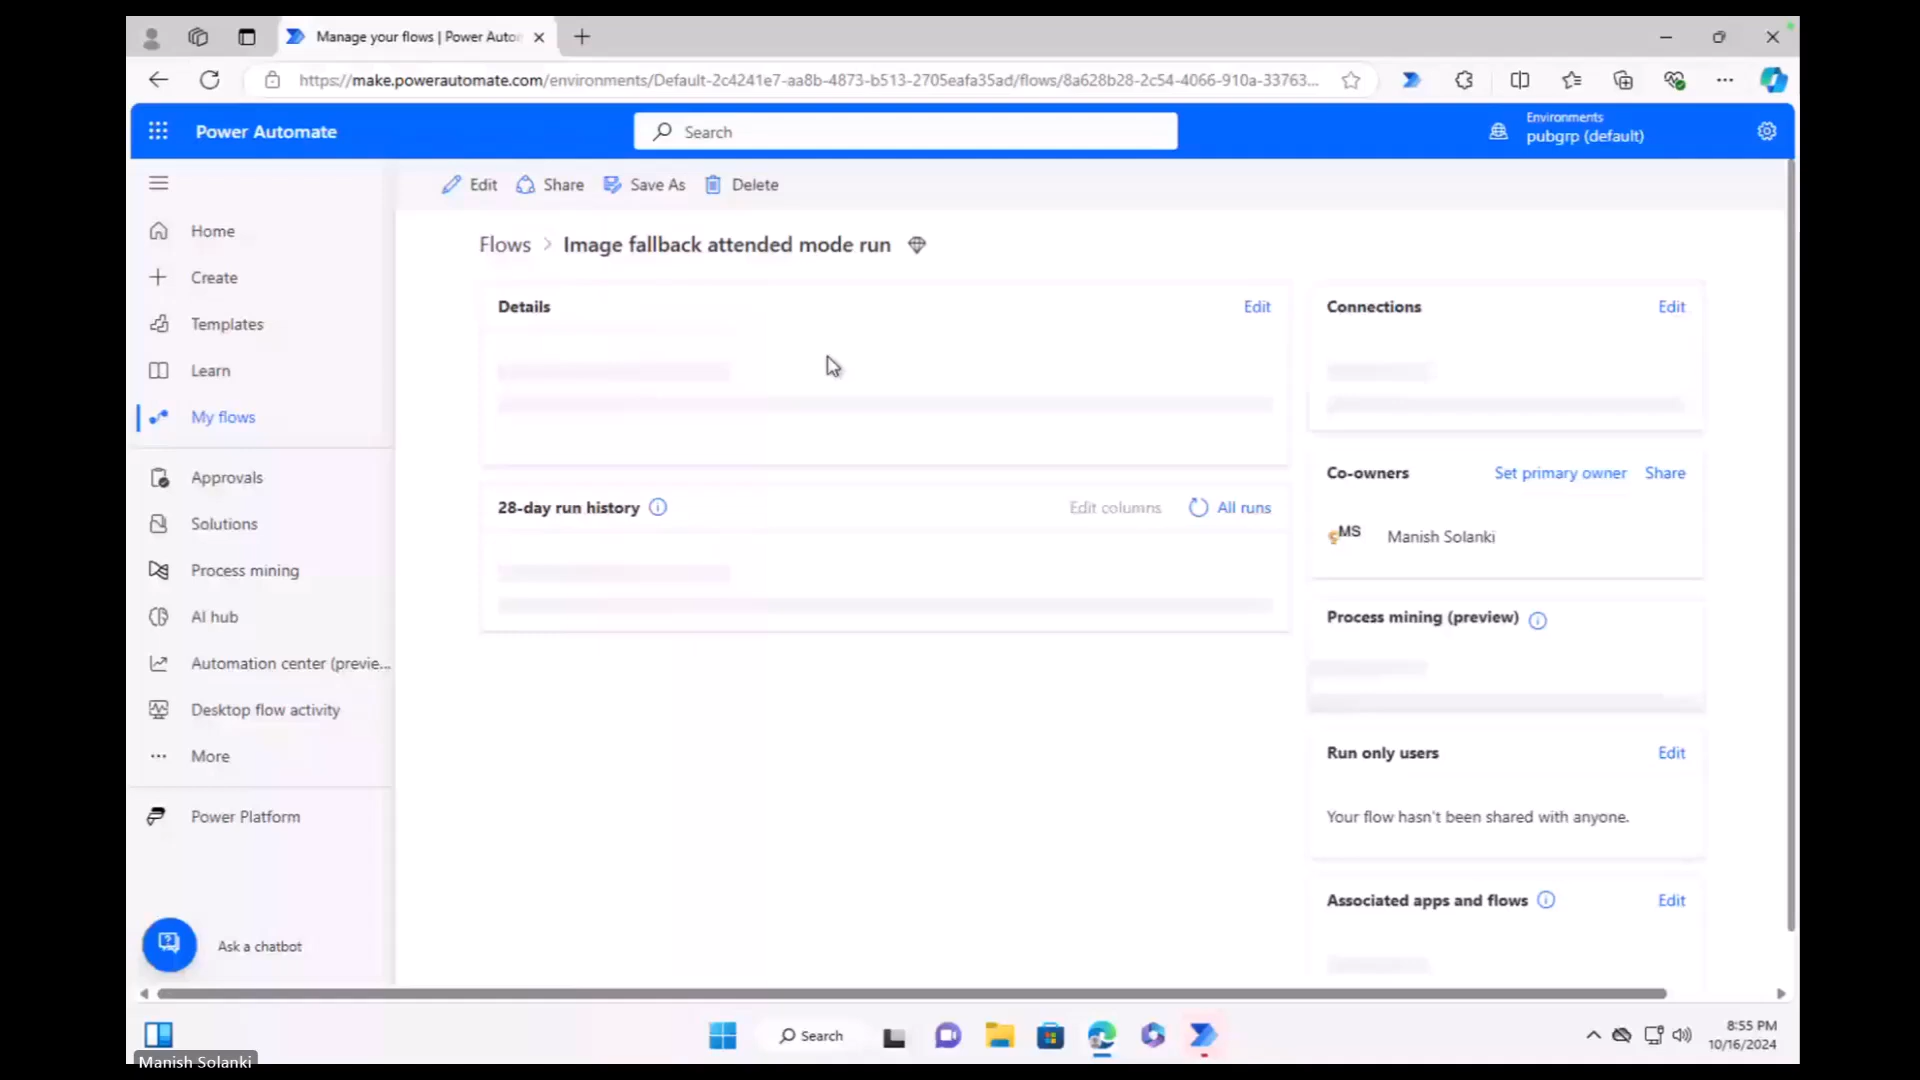 Manage your flows | Power Auto
https://make.powerautomate.com/environments/Default-2c4241e7-aa8b-4873-b513-2705eafa35ad/flows/8a628b28-2c54-4066-910a-33763...
Power Automate
Search
Environments
pubgrp (default)
Edit
Share
Save As
Delete
Home
Create
Templates
Learn
My flows
Approvals
Solutions
Process mining
AI hub
Automation center (previe...
Desktop flow activity
More
Power Platform
Ask a chatbot
Flows > Image fallback attended mode run
Details
Edit
28-day run history
Edit columns
All runs
Connections
Edit
Co-owners
Set primary owner
Share
MS
Manish Solanki
Process mining (preview)
Run only users
Edit
Your flow hasn't been shared with anyone.
Associated apps and flows
Edit
Search
8:55 PM
10/16/2024
Manish Solanki